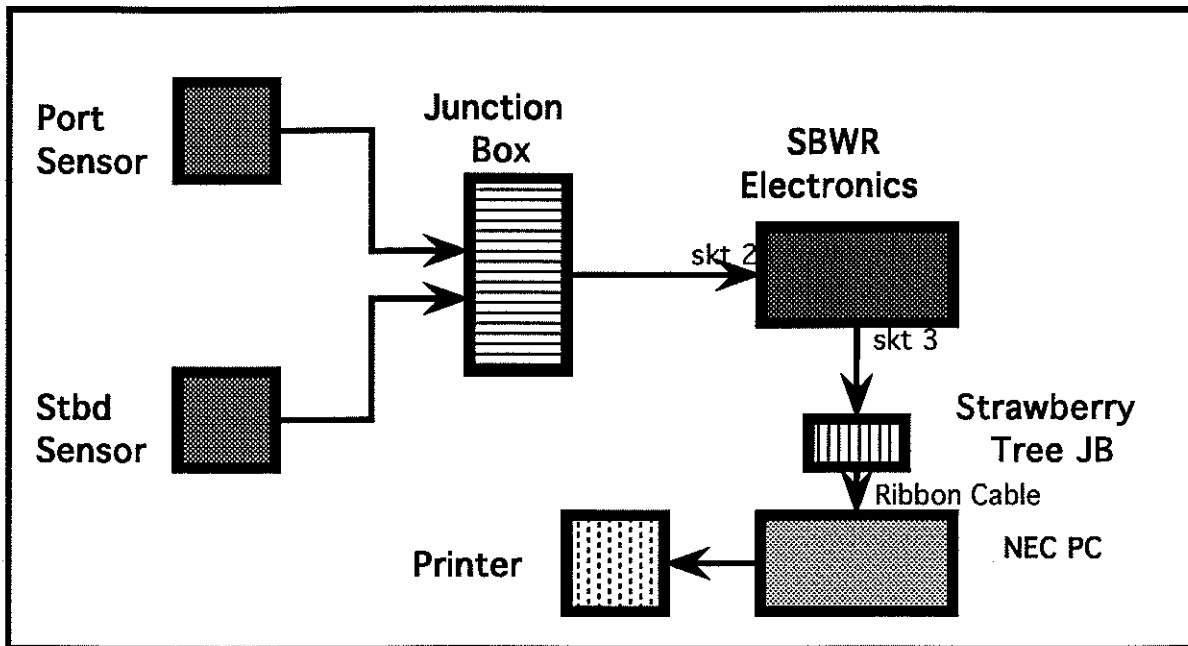 Port
Sensor
Junction
Box
SBWR
Electronics
skt 2
skt 3
Stbd
Sensor
Strawberry
Tree JB
Ribbon Cable
NEC PC
Printer